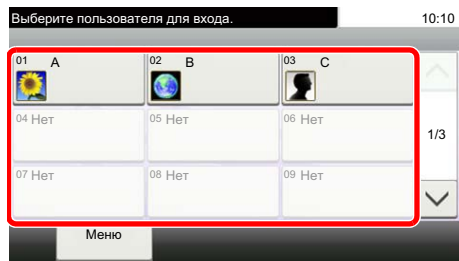 Выберите пользователя для входа. 10:10
01 A 02 B 03 C
04 Нет 05 Нет 06 Нет
1/3
07 Нет 08 Нет 09 Нет
Меню